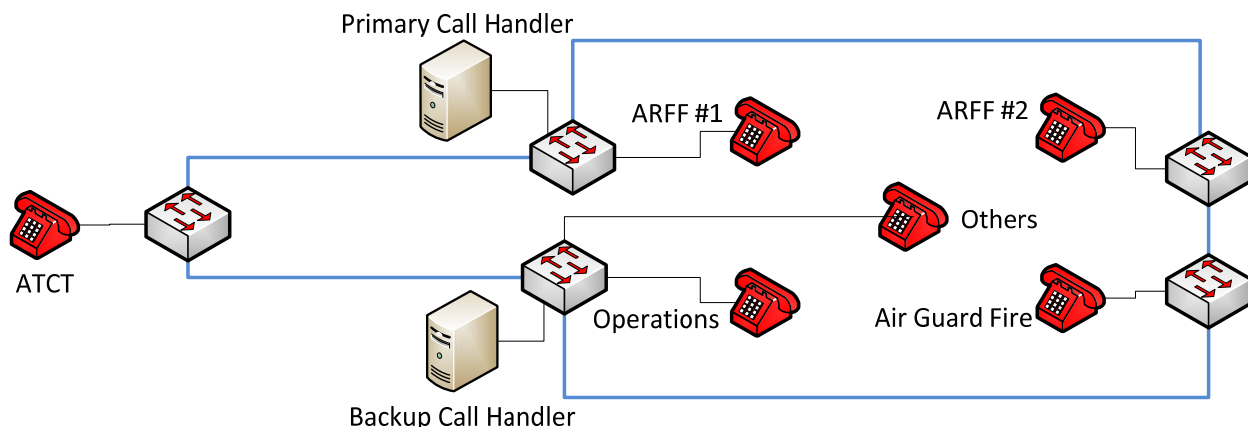 Primary Call Handler
ARFF #1
ARFF #2
Others
ATCT
Operations
Air Guard Fire
Backup Call Handler